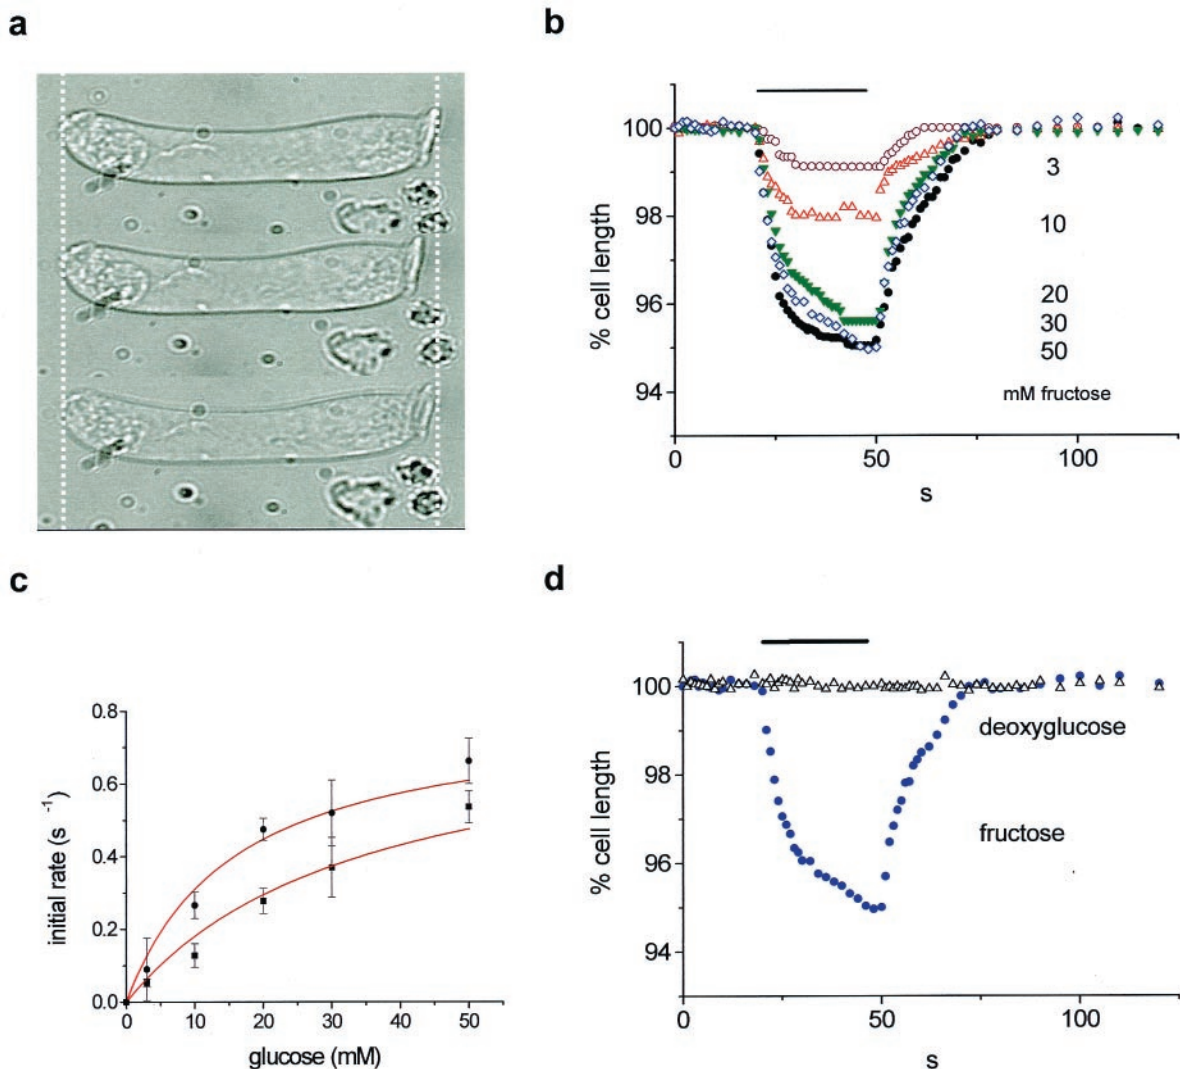 a
b
100
98
96
94
% cell length
3
10
20
30
50
mM fructose
0
50
100
s
c
0.8
0.6
0.4
0.2
0.0
initial rate (s⁻¹)
0
10
20
30
40
50
glucose (mM)
d
100
98
96
94
% cell length
deoxyglucose
fructose
0
50
100
s